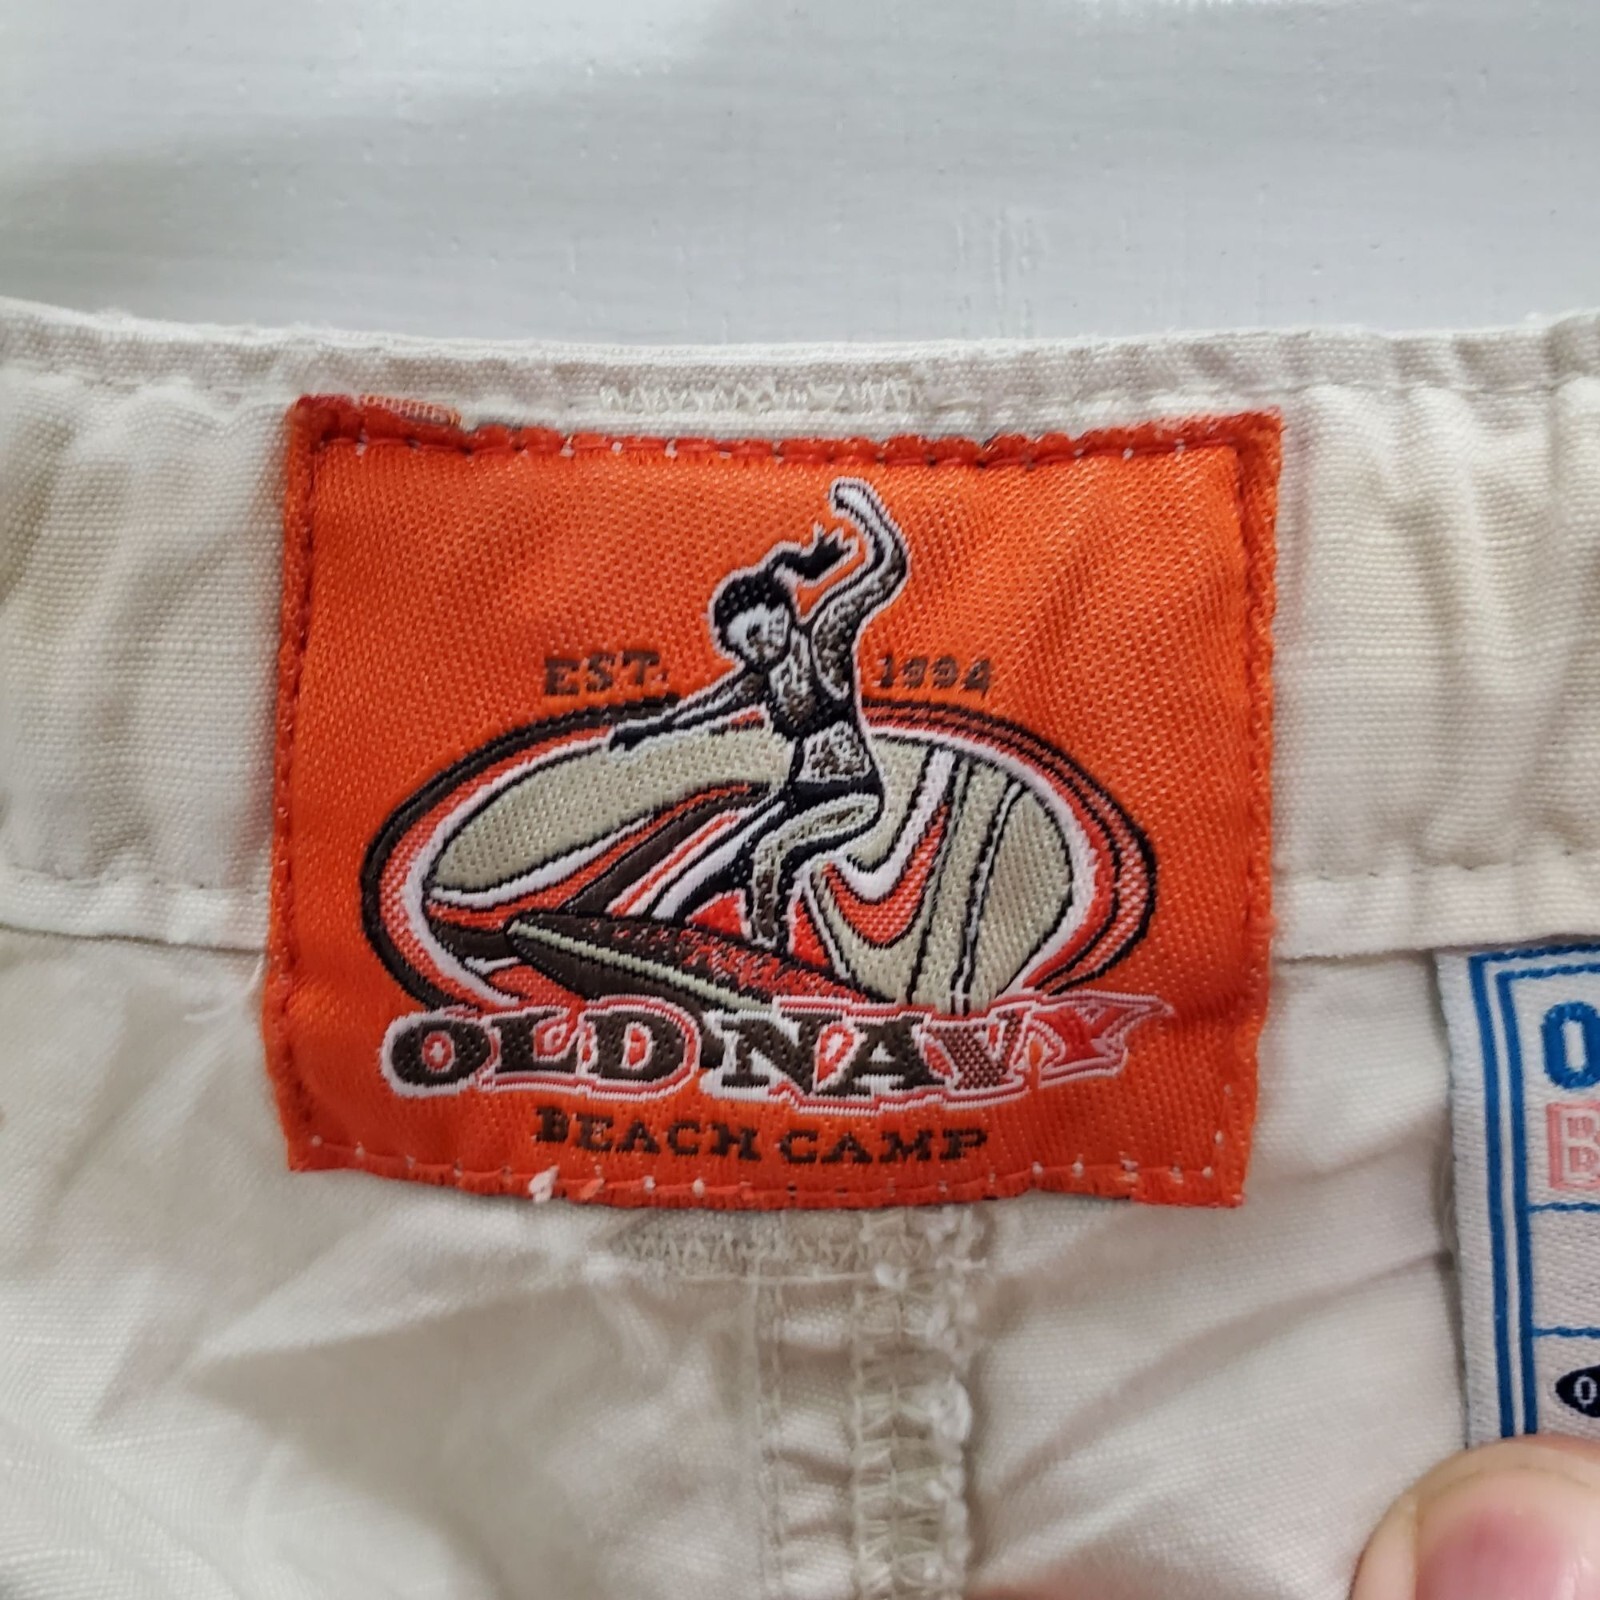 EST. 1994
OLD NAVY
BEACH CAMP